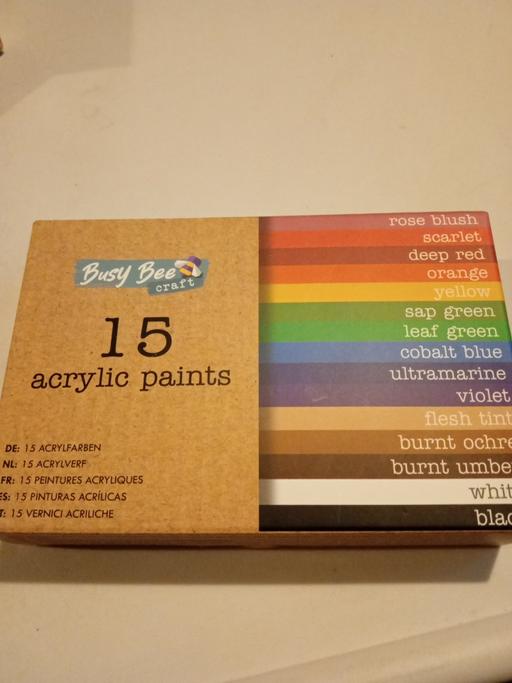 Busy Bee
craft
15
acrylic paints
DE: 15 ACRYLFARBEN
NL: 15 ACRYLVERF
FR: 15 PEINTURES ACRYLIQUES
ES: 15 PINTURAS ACRÍLICAS
T: 15 VERNICI ACRILICHE
rose blush
scarlet
deep red
orange
yellow
sap green
leaf green
cobalt blue
ultramarine
violet
flesh tint
burnt ochre
burnt umbe
whit
blac